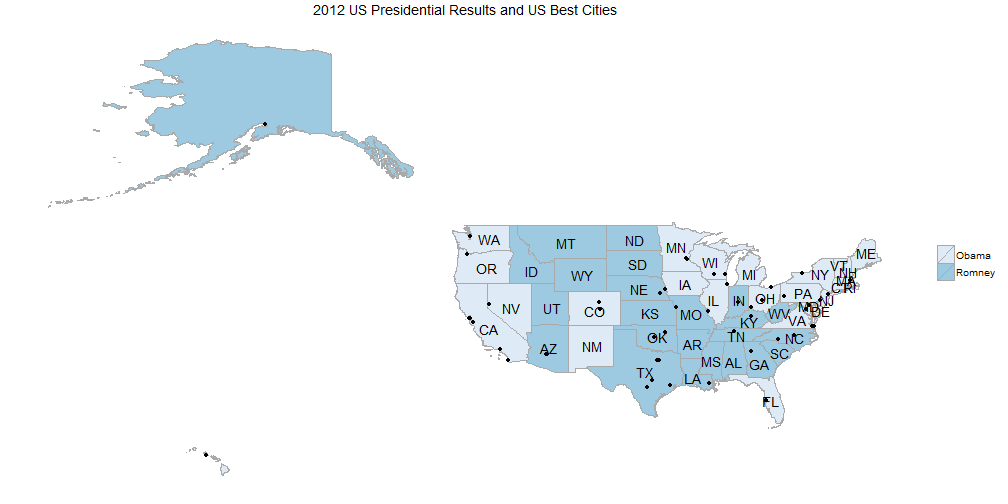 2012 US Presidential Results and US Best Cities
WA
MT
ND
MN
ME
OR
ID
SD
WI
VT
NH
WY
MI
NY
MA
NE
IA
CT
RI
NV
UT
CO
KS
IL
IN
OH
PA
NJ
CA
MO
KY
WV
MD
DE
VA
AZ
NM
OK
AR
TN
NC
TX
LA
MS
AL
GA
SC
FL
Obama
Romney